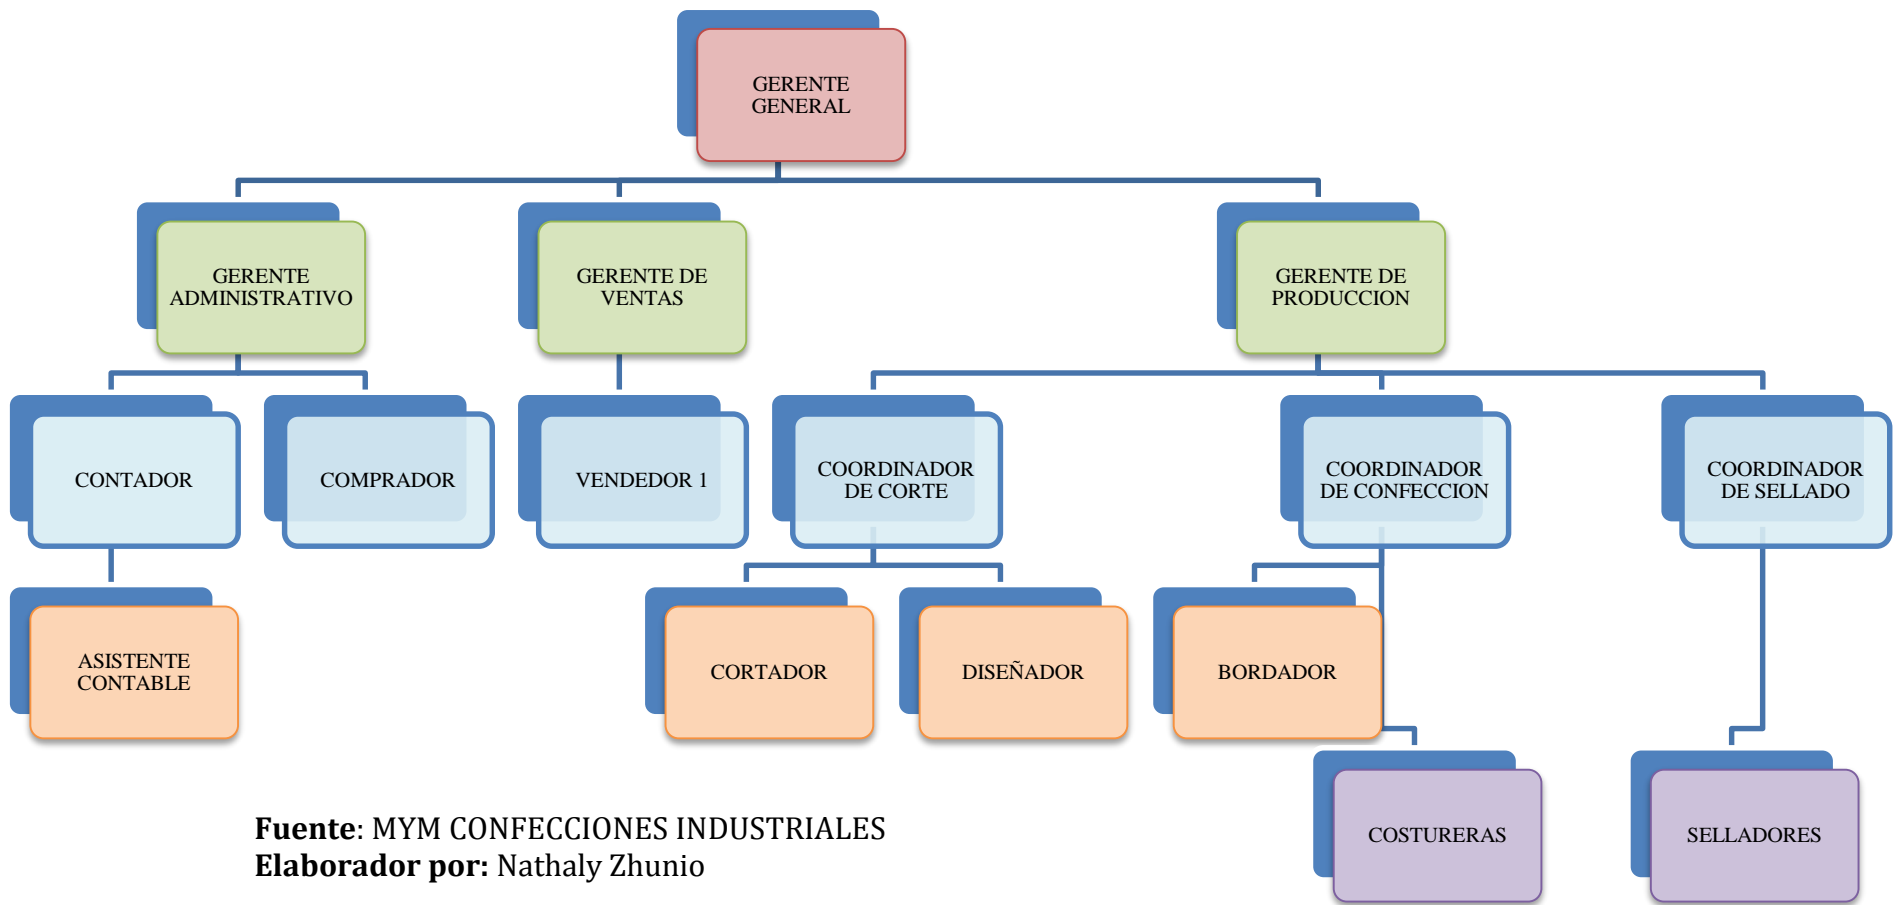 GERENTE
GENERAL
GERENTE
ADMINISTRATIVO
GERENTE DE
VENTAS
GERENTE DE
PRODUCCION
CONTADOR
COMPRADOR
VENDEDOR 1
COORDINADOR
DE CORTE
COORDINADOR
DE CONFECCION
COORDINADOR
DE SELLADO
ASISTENTE
CONTABLE
CORTADOR
DISEÑADOR
BORDADOR
COSTURERAS
SELLADORES
Fuente: MYM CONFECCIONES INDUSTRIALES
Elaborador por: Nathaly Zhunio